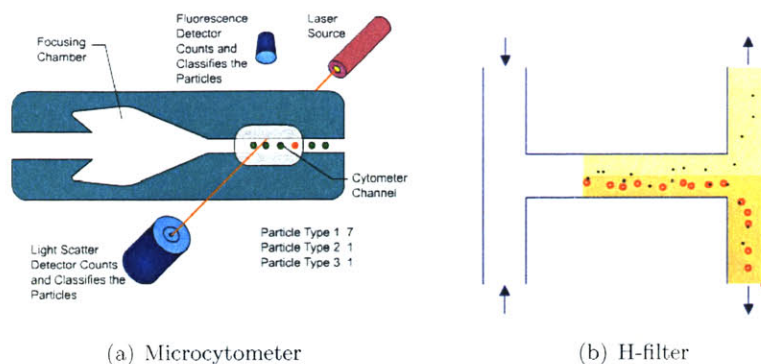 Fluorescence
Detector
Counts and
Classifies the
Particles
Laser
Source
Focusing
Chamber
Cytometer
Channel
Light Scatter
Detector Counts
and Classifies the
Particles
Particle Type 1 7
Particle Type 2 1
Particle Type 3 1
(a) Microcytometer
(b) H-filter